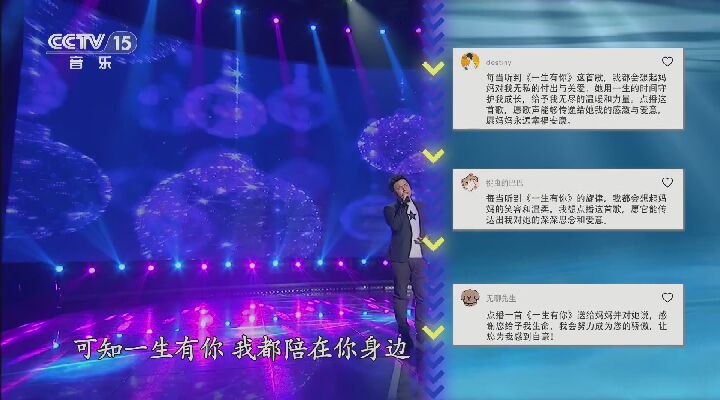 CCTV 15
音乐
destiny
每当听到《一生有你》这首歌，我都会想起妈
妈对我无私的付出与关爱。她用一生的时间守
护我成长，给予我无尽的温暖和力量。点播这
首歌，愿歌声能够传递给她我的感激与爱意。
愿妈妈永远幸福安康。
的巴巴
每当听到《一生有你》的旋律，我都会想起妈
妈的笑容和温柔。我想点播这首歌，愿它能传
达出我对她的深深思念和爱意。
无聊先生
点播一首《一生有你》送给妈妈并对她说，感
谢您给予我生命，我会努力成为您的骄傲，让
您为我感到自豪！
可知一生有你 我都陪在你身边